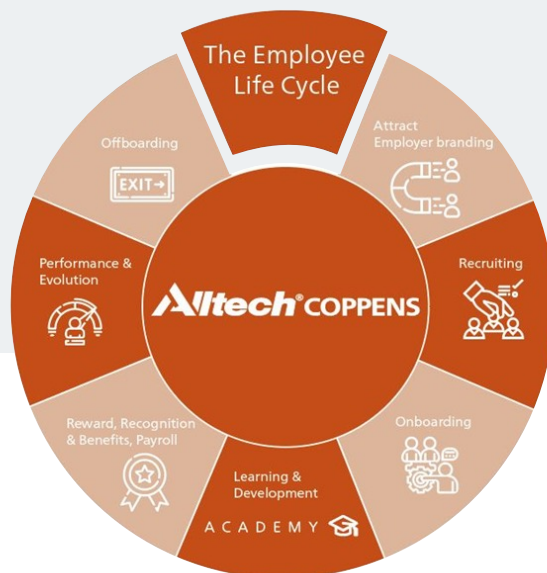 The Employee
Life Cycle
Attract
Employer branding
Recruiting
Onboarding
Learning &
Development
ACADEMY
Reward, Recognition
& Benefits, Payroll
Performance &
Evolution
Offboarding
EXIT→
Alltech® COPPENS